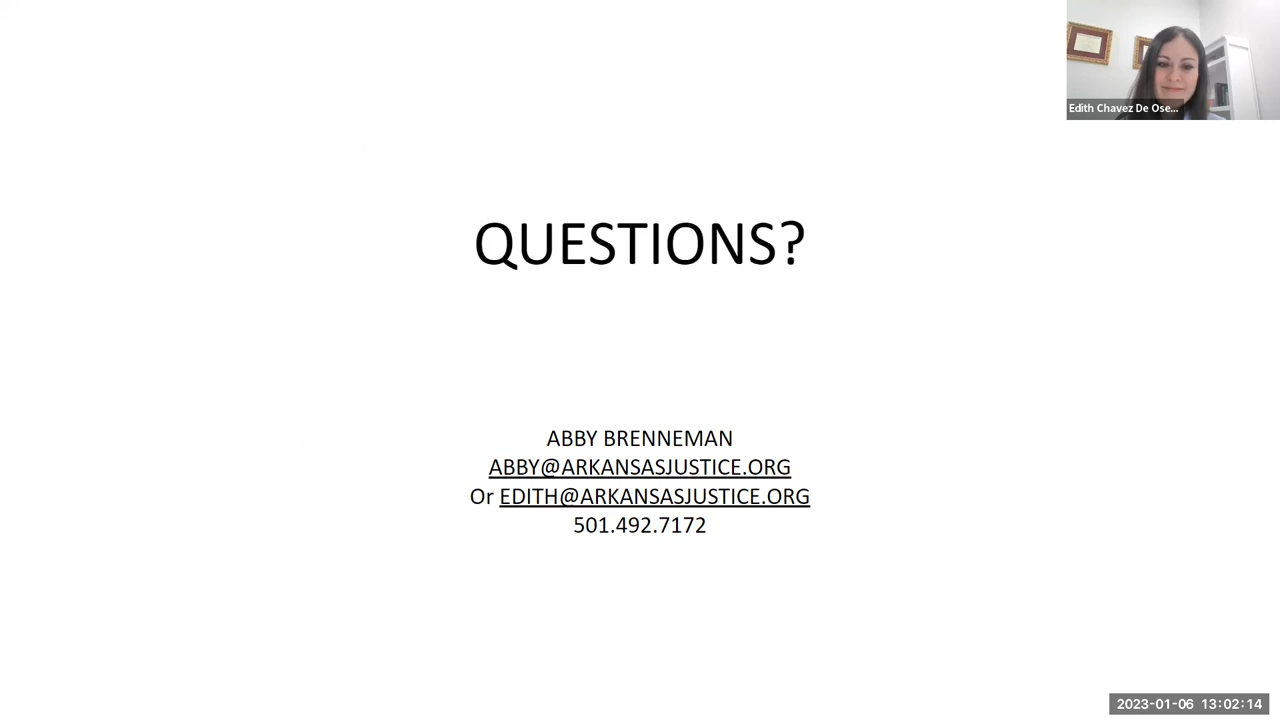 Edith Chavez De Ose...
QUESTIONS?
ABBY BRENNEMAN
ABBY@ARKANSASJUSTICE.ORG
Or EDITH@ARKANSASJUSTICE.ORG
501.492.7172
2023-01-06 13:02:14